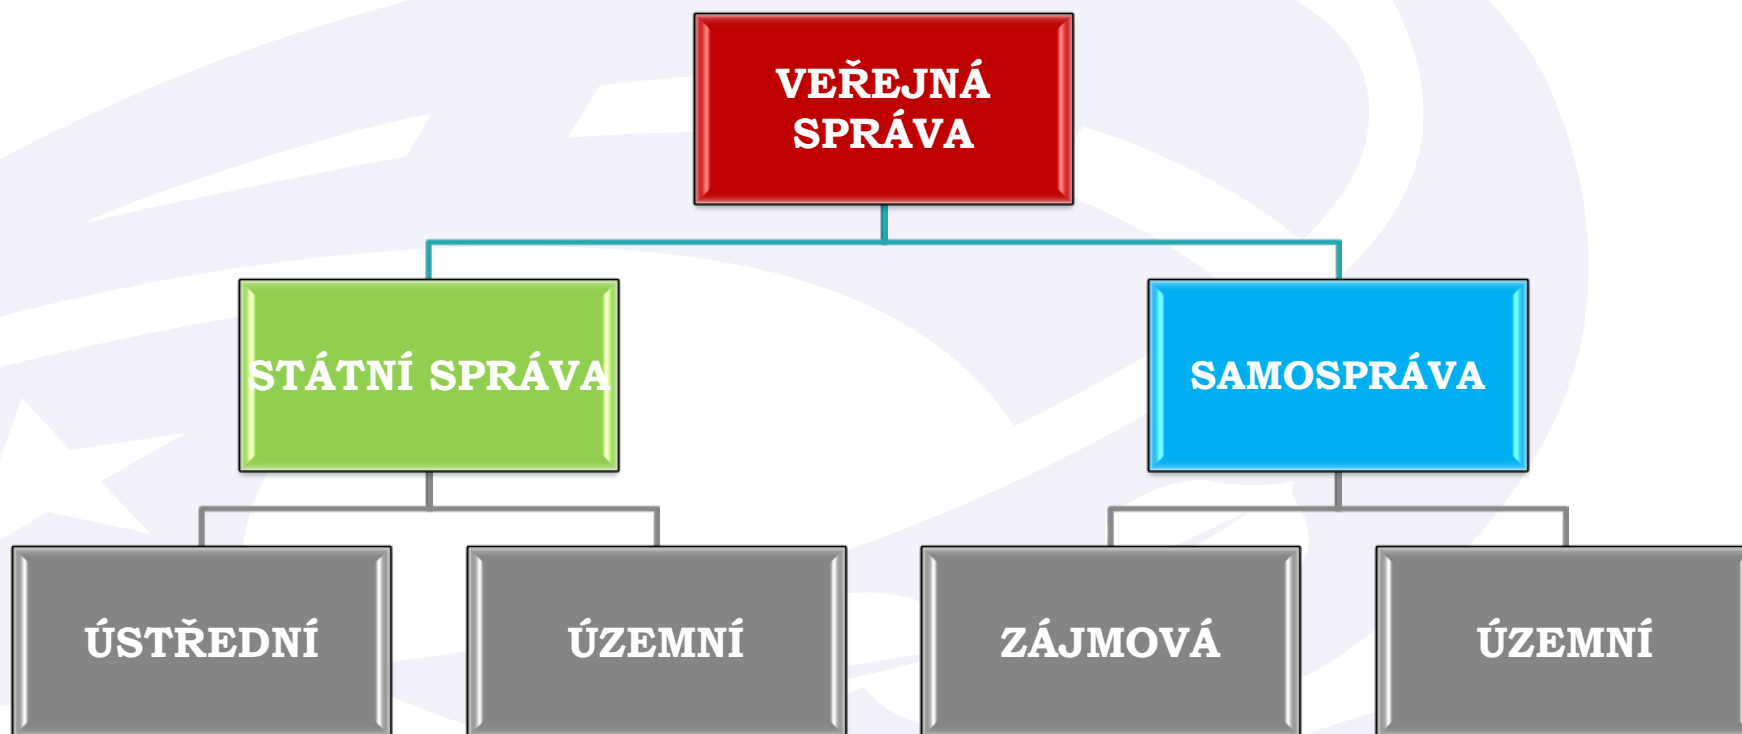 VEŘEJNÁ
SPRÁVA
STÁTNÍ SPRÁVA
SAMOSPRÁVA
ÚSTŘEDNÍ
ÚZEMNÍ
ZÁJMOVÁ
ÚZEMNÍ